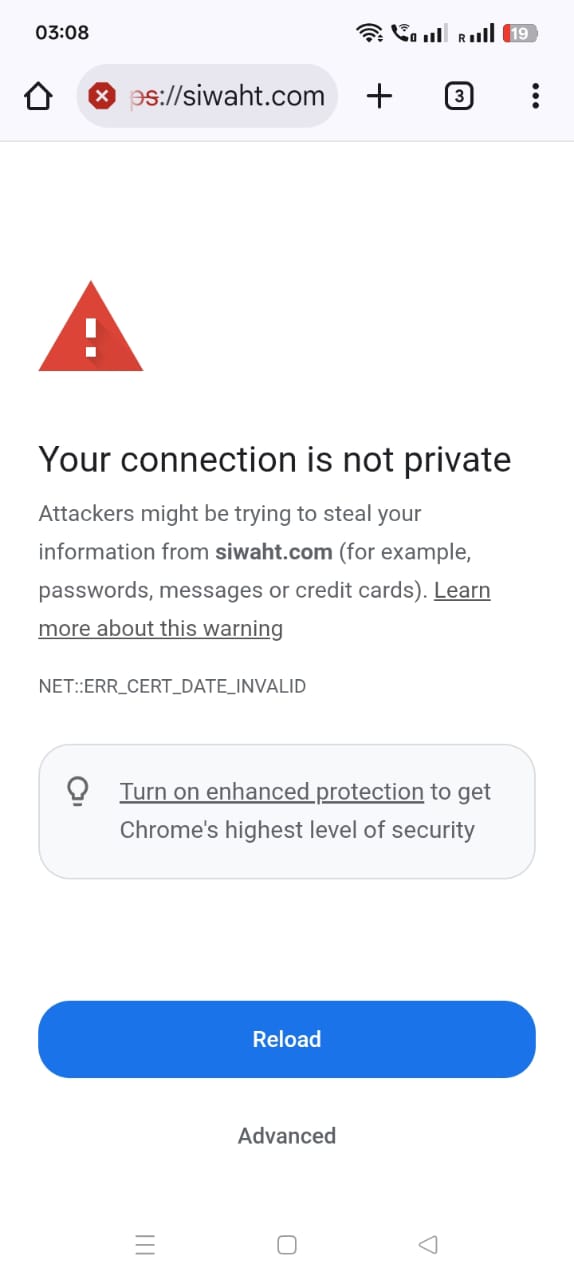 03:08
R
19
ps://siwaht.com
3
Your connection is not private
Attackers might be trying to steal your
information from siwaht.com (for example,
passwords, messages or credit cards). Learn
more about this warning
NET::ERR_CERT_DATE_INVALID
Turn on enhanced protection to get
Chrome's highest level of security
Reload
Advanced